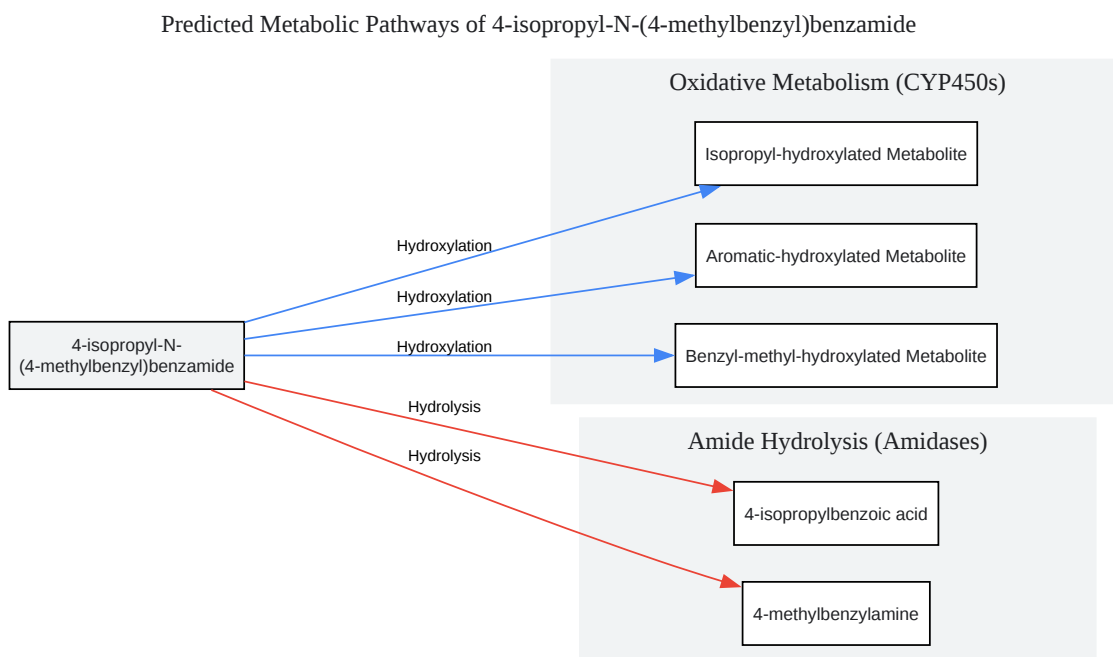 Predicted Metabolic Pathways of 4-isopropyl-N-(4-methylbenzyl)benzamide
Oxidative Metabolism (CYP450s)
Isopropyl-hydroxylated Metabolite
Hydroxylation
Aromatic-hydroxylated Metabolite
Hydroxylation
4-isopropyl-N-
(4-methylbenzyl)benzamide
Hydroxylation
Benzyl-methyl-hydroxylated Metabolite
Hydrolysis
Amide Hydrolysis (Amidases)
Hydrolysis
4-isopropylbenzoic acid
4-methylbenzylamine